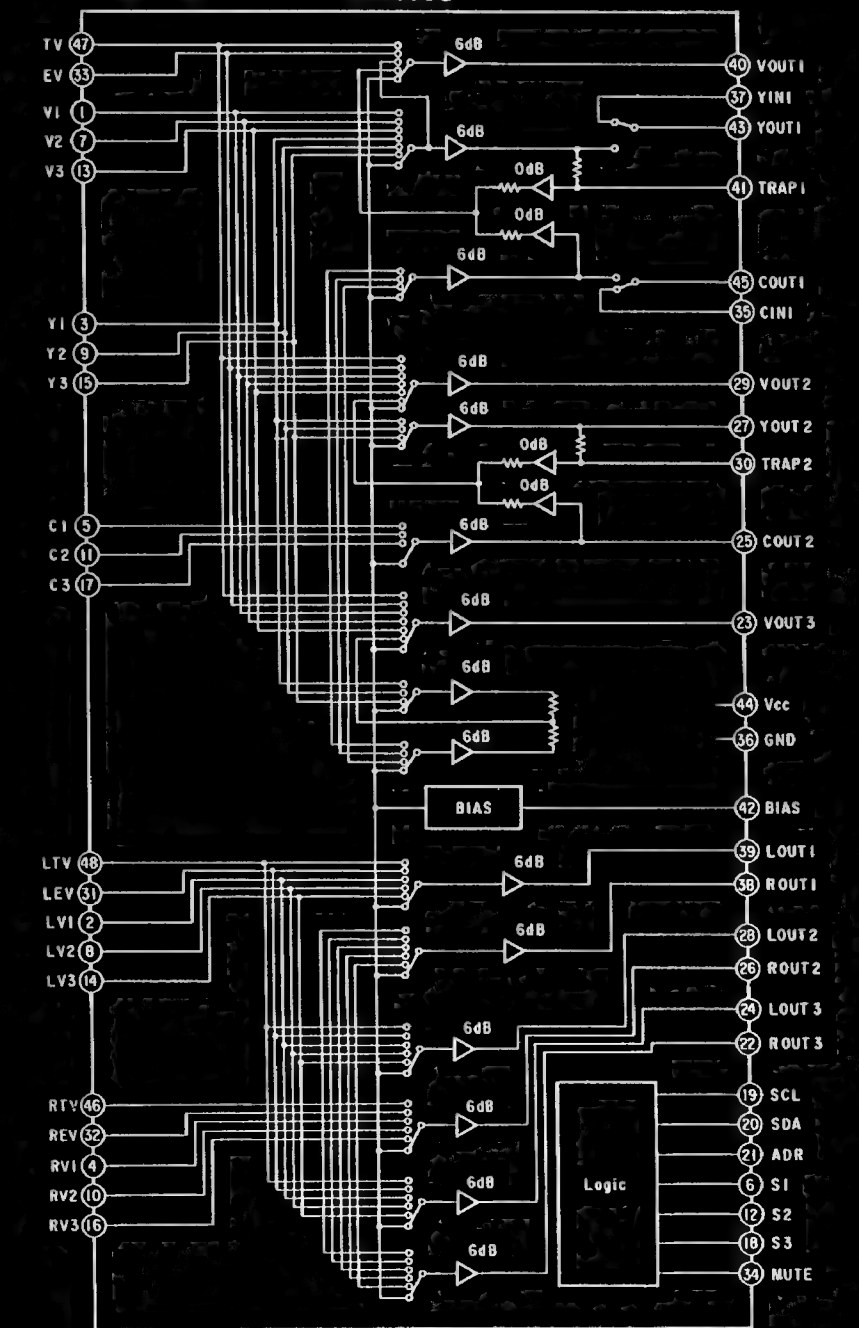 TV 47
EV 33
V1 1
V2 7
V3 13
Y1 3
Y2 9
Y3 15
C1 5
C2 11
C3 17
LTV 48
LEV 31
LV1 2
LV2 8
LV3 14
RTV 46
REV 32
RV1 4
RV2 10
RV3 16
6dB
6dB
0dB
0dB
6dB
6dB
6dB
0dB
0dB
6dB
6dB
6dB
6dB
BIAS
6dB
6dB
6dB
6dB
6dB
6dB
Logic
40 VOUT1
37 YIN1
43 YOUT1
41 TRAP1
45 COUT1
35 CIN1
29 VOUT2
27 YOUT2
30 TRAP2
25 COUT2
23 VOUT3
44 Vcc
36 GND
42 BIAS
39 LOUT1
38 ROUT1
28 LOUT2
26 ROUT2
24 LOUT3
22 ROUT3
19 SCL
20 SDA
21 ADR
6 S1
12 S2
18 S3
34 MUTE